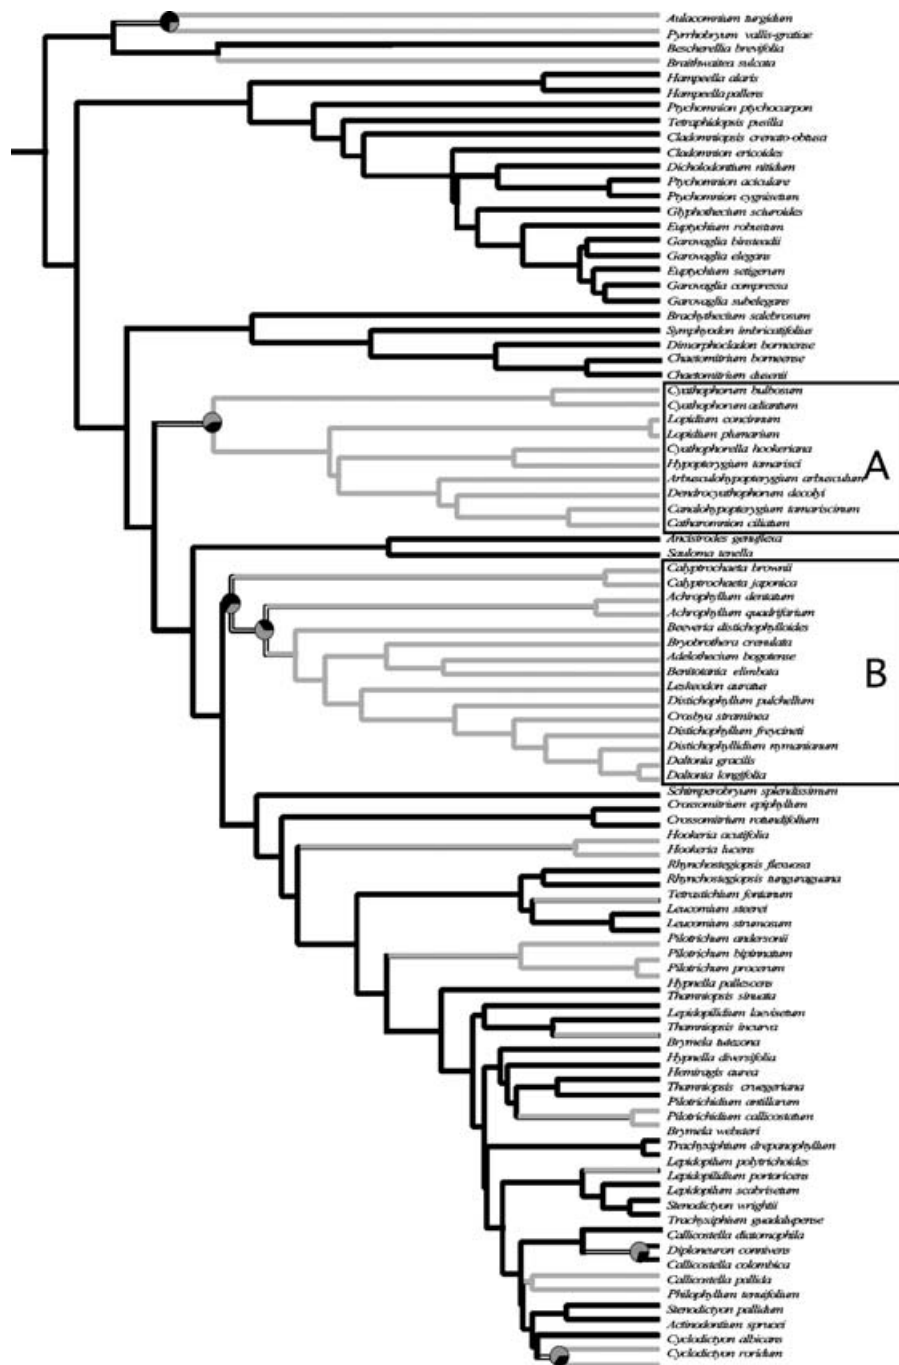 Aulacomnium turgidum
Pyrrhobryum vallis-gratiae
Bescherellia brevifolia
Braithwaitea sulcata
Hampeella alaris
Hampeella pallens
Ptychomnion ptychocarpon
Tetraphidopsis pusilla
Cladomniopsis crenato-obtusa
Cladomnion ericoides
Dichelodontium nitidum
Ptychomnion aciculare
Ptychomnion cygnisetum
Glyphothecium sciuroides
Euptychium robustum
Garovaglia binsteadii
Garovaglia elegans
Euptychium setigerum
Garovaglia compressa
Garovaglia subelegans
Brachythecium salebrosum
Symphyodon imbricatifolius
Dimorphocladon borneense
Chaetomitrium borneense
Chaetomitrium dusenii
Cyathophorum bulbosum
Cyathophorum adiantum
Lopidium concinnum
Lopidium plumarium
Cyathophorella hookeriana
Hypopterygium tamarisci
A
Arbusculohypopterygium arbusculum
Dendrocyathophorum decolyi
Canalohypopterygium tamariscinum
Catharomnion ciliatum
Ancistrodes genuflexa
Sauloma tenella
Calyptrochaeta brownii
Calyptrochaeta japonica
Achrophyllum dentatum
Achrophyllum quadrifarium
Beeveria distichophylloides
Bryobrothera crenulata
Adelothecium bogotense
Benitotania elimbata
B
Leskeodon auratus
Distichophyllum pulchellum
Crosbya straminea
Distichophyllum freycineti
Distichophyllidium nymanianum
Daltonia gracilis
Daltonia longifolia
Schimperobryum splendissimum
Crossomitrium epiphyllum
Crossomitrium rotundifolium
Hookeria acutifolia
Hookeria lucens
Rhynchostegiopsis flexuosa
Rhynchostegiopsis tunguraguana
Tetrastichium fontanum
Leucomium steerei
Leucomium strumosum
Pilotrichum andersonii
Pilotrichum bipinnatum
Pilotrichum procerum
Hypnella pallescens
Thamniopsis sinuata
Lepidopilidium laevisetum
Thamniopsis incurva
Brymela tutezona
Hypnella diversifolia
Hemiragis aurea
Thamniopsis cruegeriana
Pilotrichidium antillarum
Pilotrichidium callicostatum
Brymela websteri
Trachyxiphium drepanophyllum
Lepidopilum polytrichoides
Lepidopilidium portoricens
Lepidopilum scabrisetum
Stenodictyon wrightii
Trachyxiphium guadalupense
Callicostella diatomophila
Diploneuron connivens
Callicostella colombica
Callicostella pallida
Philophyllum tenuifolium
Stenodictyon pallidum
Actinodontium sprucei
Cyclodictyon albicans
Cyclodictyon roridum